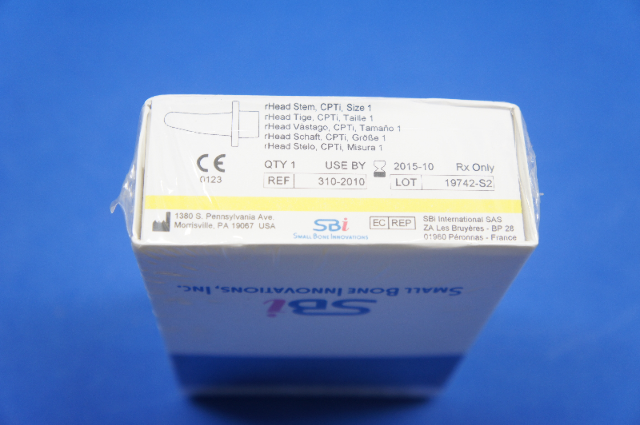 rHead Stem, CPTi, Size 1
rHead Tige, CPTi, Taille 1
rHead Vastago, CPTi, Tamaño 1
rHead Schaft, CPTi, Größe 1
rHead Stelo, CPTi, Misura 1
CE
0123
QTY 1 USE BY 2015-10 Rx Only
REF 310-2010 LOT 19742-S2
1380 S. Pennsylvania Ave.
Morrisville, PA 19067 USA
SBi
SMALL BONE INNOVATIONS
EC REP
SBi International SAS
ZA Les Bruyères - BP 28
01960 Péronnas - France
SMALL BONE INNOVATIONS, INC.
SBi